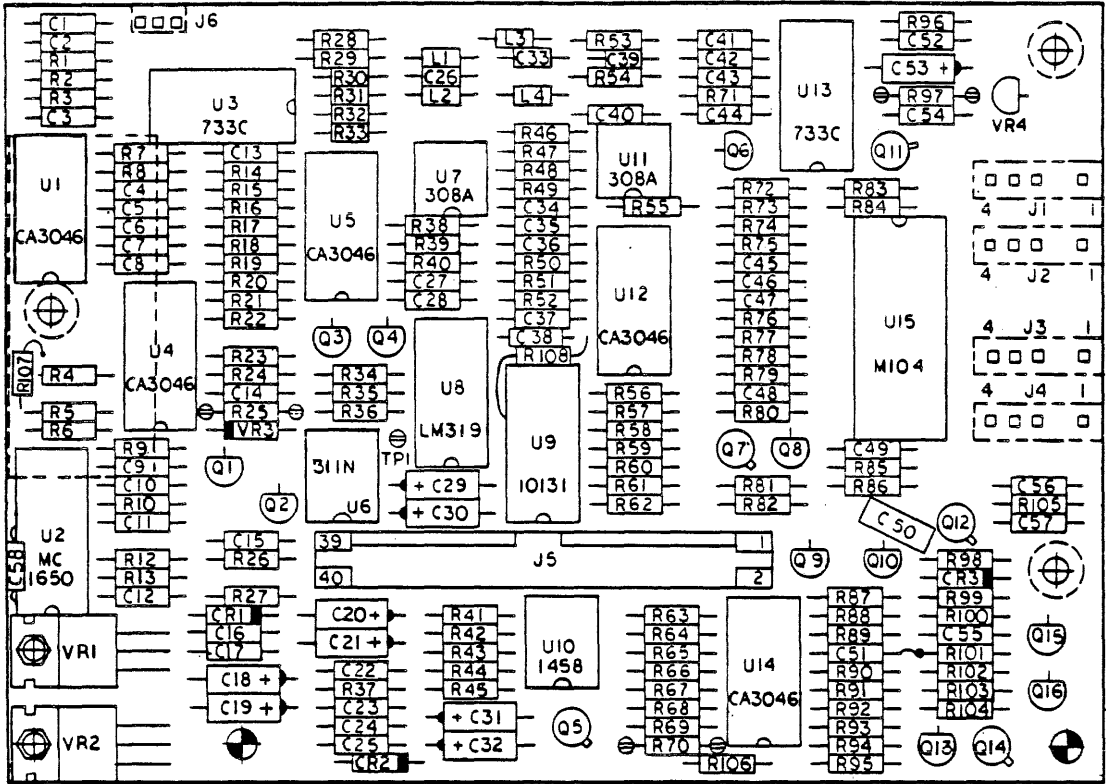 C1
C2
R1
R2
R3
C3
J6
U3
733C
R28
R29
R30
R31
R32
R33
L1
C26
L2
L3
C33
L4
R53
C39
R54
C40
C41
C42
C43
R71
C44
U13
733C
R96
C52
C53 +
R97
C54
VR4
U1
CA3046
R7
R8
C4
C5
C6
C7
C8
C13
R14
R15
R16
R17
R18
R19
R20
R21
R22
U5
CA3046
U7
308A
R38
R39
R40
C27
C28
R46
R47
R48
R49
C34
C35
C36
R50
R51
R52
C37
C38
R108
U11
308A
R55
U12
CA3046
Q6
Q11
R72
R73
R74
R75
C45
C46
C47
R76
R77
R78
R79
C48
R80
R83
R84
U15
M104
4 J1 1
4 J2 1
4 J3 1
4 J4 1
R107
R4
R5
R6
U4
CA3046
R23
R24
C14
R25
VR3
Q3
Q4
R34
R35
R36
U8
LM319
U9
10131
R56
R57
R58
R59
R60
R61
R62
R9
C9
C10
R10
C11
Q1
Q2
311N
U6
TP1
+ C29
+ C30
Q7
Q8
R81
R82
C49
R85
R86
C50
Q12
C56
R105
C57
U2
MC
1650
C58
R12
R13
C12
C15
R26
R27
39
40
J5
1
2
Q9
Q10
R98
CR3
R99
R100
C55
R101
R102
R103
R104
Q15
Q16
VR1
VR2
CR1
C16
C17
C18 +
C19 +
C20+
C21 +
C22
R37
C23
C24
C25
CR2
R41
R42
R43
R44
R45
+ C31
+ C32
U10
1458
Q5
R63
R64
R65
R66
R67
R68
R69
R70
R106
U14
CA3046
R87
R88
R89
C51
R90
R91
R92
R93
R94
R95
Q13
Q14